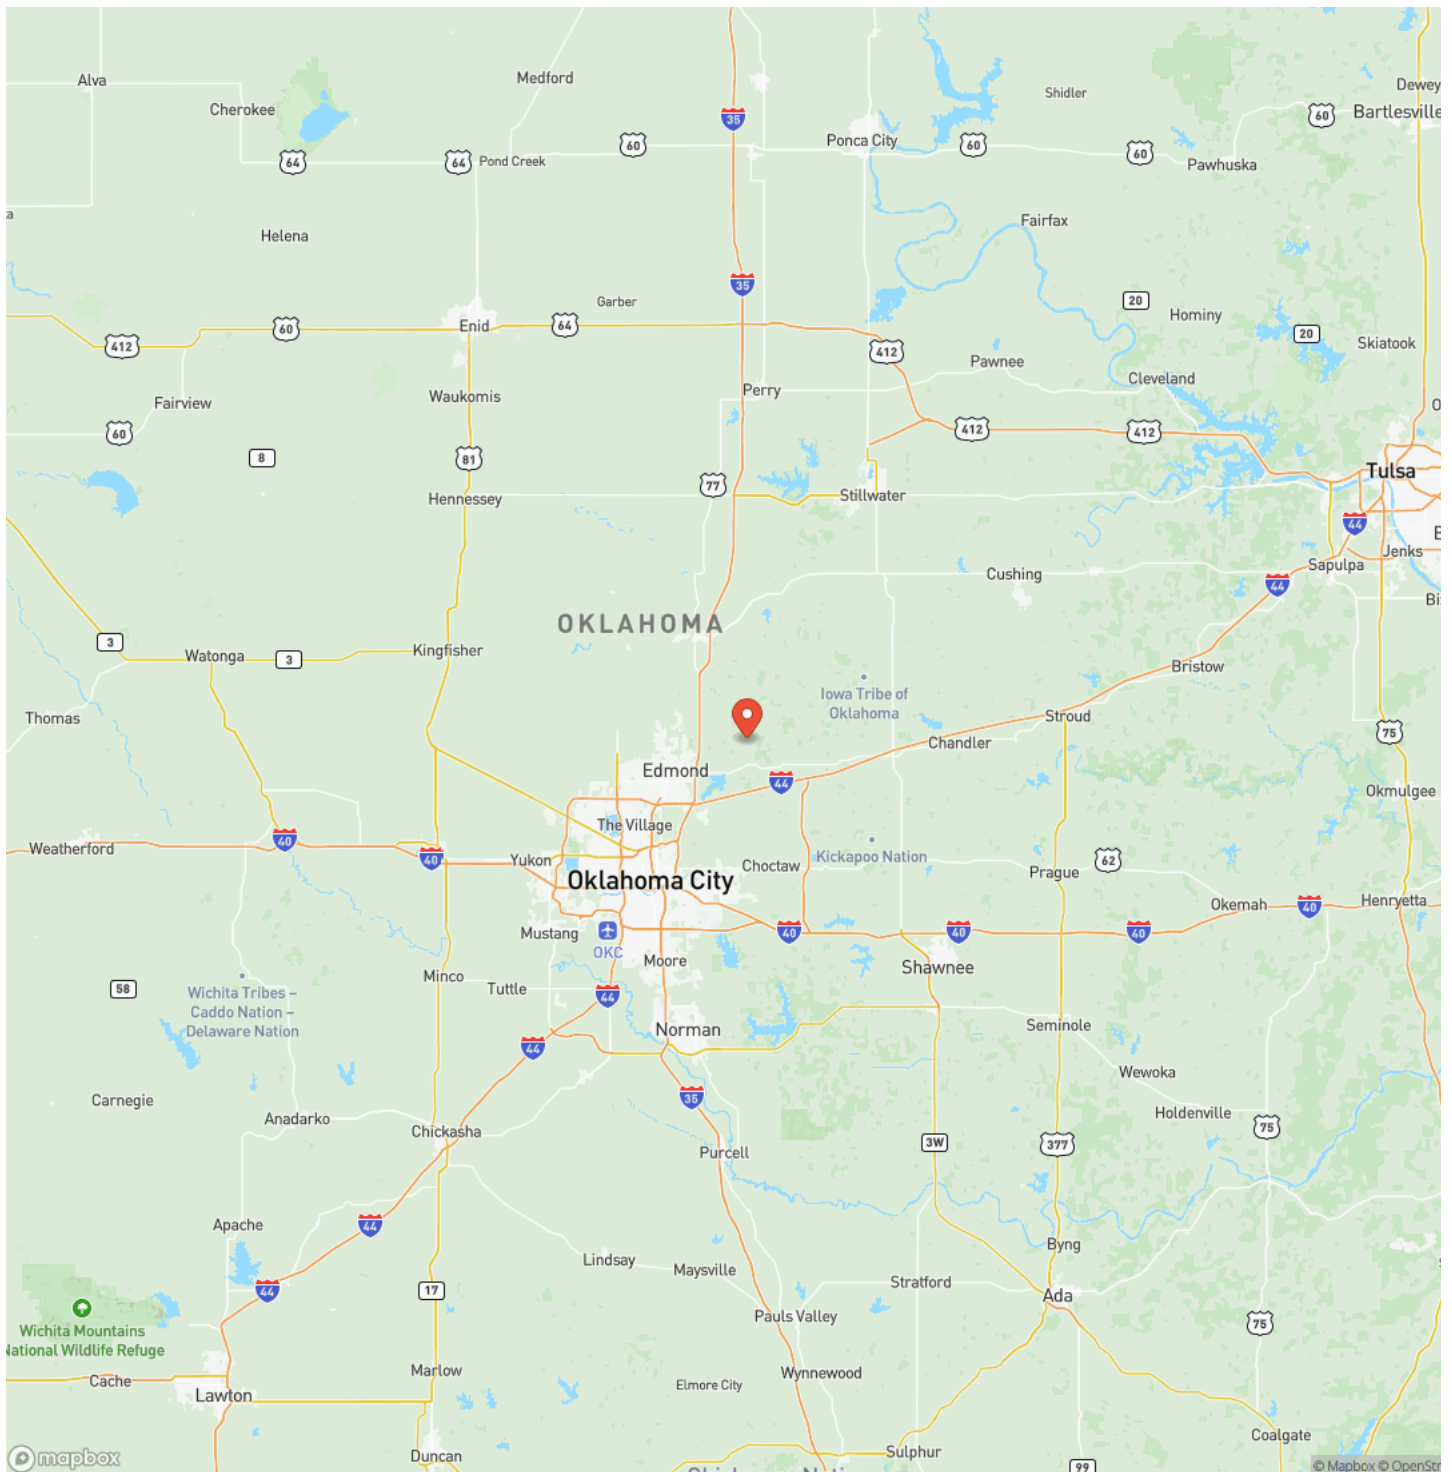 Alva
Medford
Cherokee
Shidler
Dewey
Bartlesville
35
60
Ponca City
60
60
60
64
64
Pond Creek
Pawhuska
Fairfax
Helena
35
Garber
20
Hominy
412
60
Enid
64
412
20
Skiatook
Pawnee
Cleveland
Waukomis
Perry
Fairview
60
412
412
8
81
Tulsa
77
Hennessey
Stillwater
44
Jenks
Cushing
Sapulpa
44
OKLAHOMA
3
Watonga
3
Kingfisher
Bristow
Iowa Tribe of
Oklahoma
Thomas
Stroud
75
Chandler
Edmond
44
Okmulgee
The Village
40
Weatherford
40
Yukon
Choctaw
Kickapoo Nation
62
Prague
Oklahoma City
Okemah
40
Henryetta
Mustang
OKC
40
40
40
Moore
Shawnee
Minco
58
Tuttle
44
Wichita Tribes –
Caddo Nation –
Delaware Nation
Norman
Seminole
44
Wewoka
Carnegie
35
Anadarko
Holdenville
Chickasha
75
3W
377
Purcell
Apache
44
Byng
Lindsay
Maysville
44
17
Stratford
Ada
Pauls Valley
75
Wichita Mountains
National Wildlife Refuge
Marlow
Wynnewood
Cache
Elmore City
Lawton
Coalgate
Duncan
Sulphur
mapbox
99
© Mapbox © OpenStr